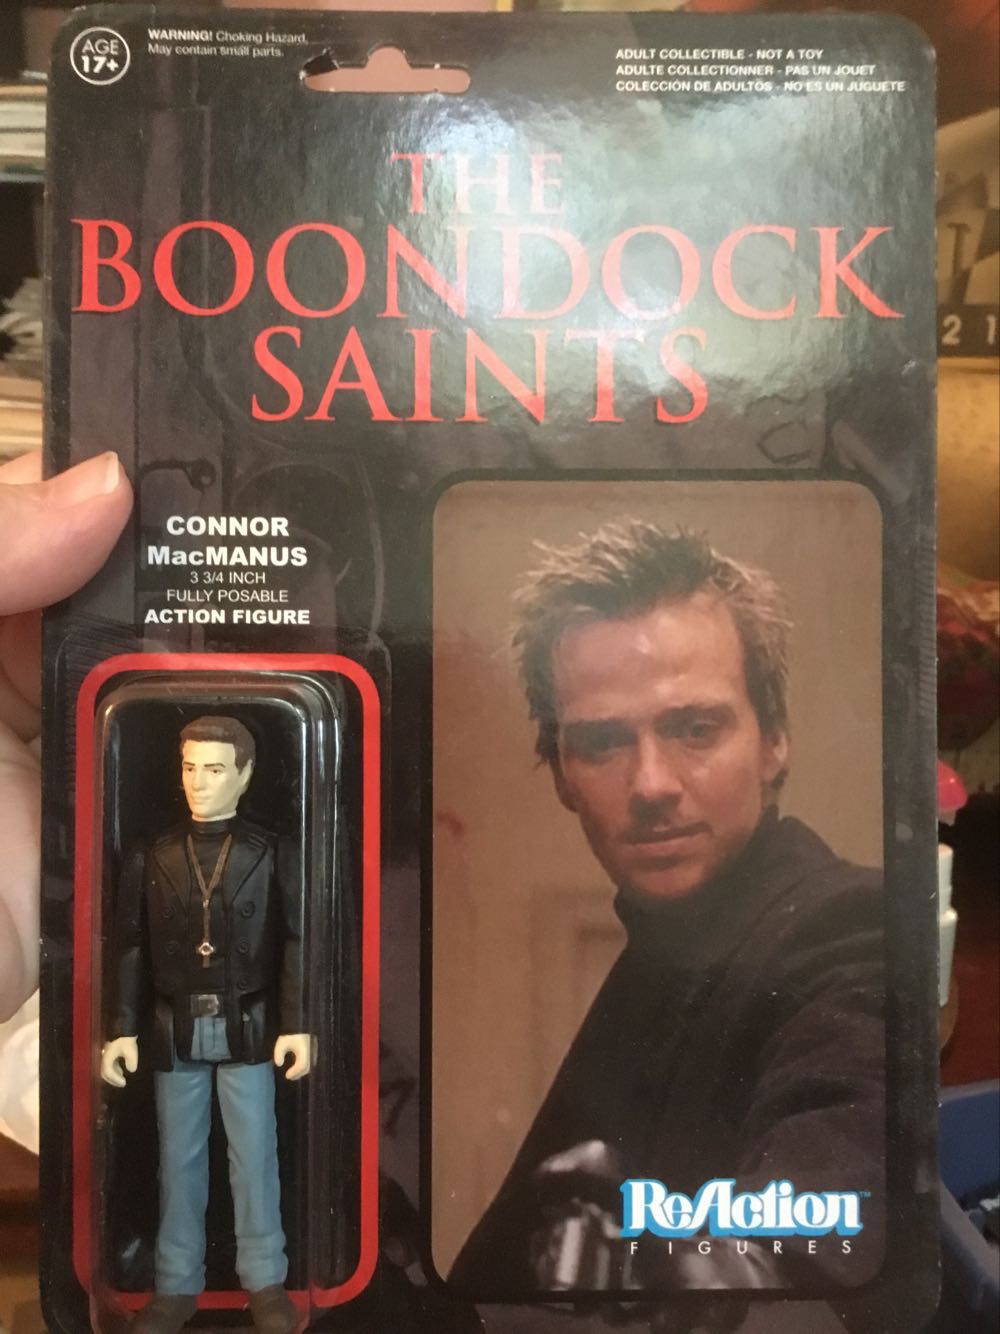 AGE
17+
WARNING! Choking Hazard,
May contain small parts.
ADULT COLLECTIBLE - NOT A TOY
ADULTE COLLECTIONNER - PAS UN JOUET
COLECCIÓN DE ADULTOS - NO ES UN JUGUETE
THE
BOONDOCK
SAINTS
CONNOR
MacMANUS
3 3/4 INCH
FULLY POSABLE
ACTION FIGURE
ReAction™
FIGURES
21